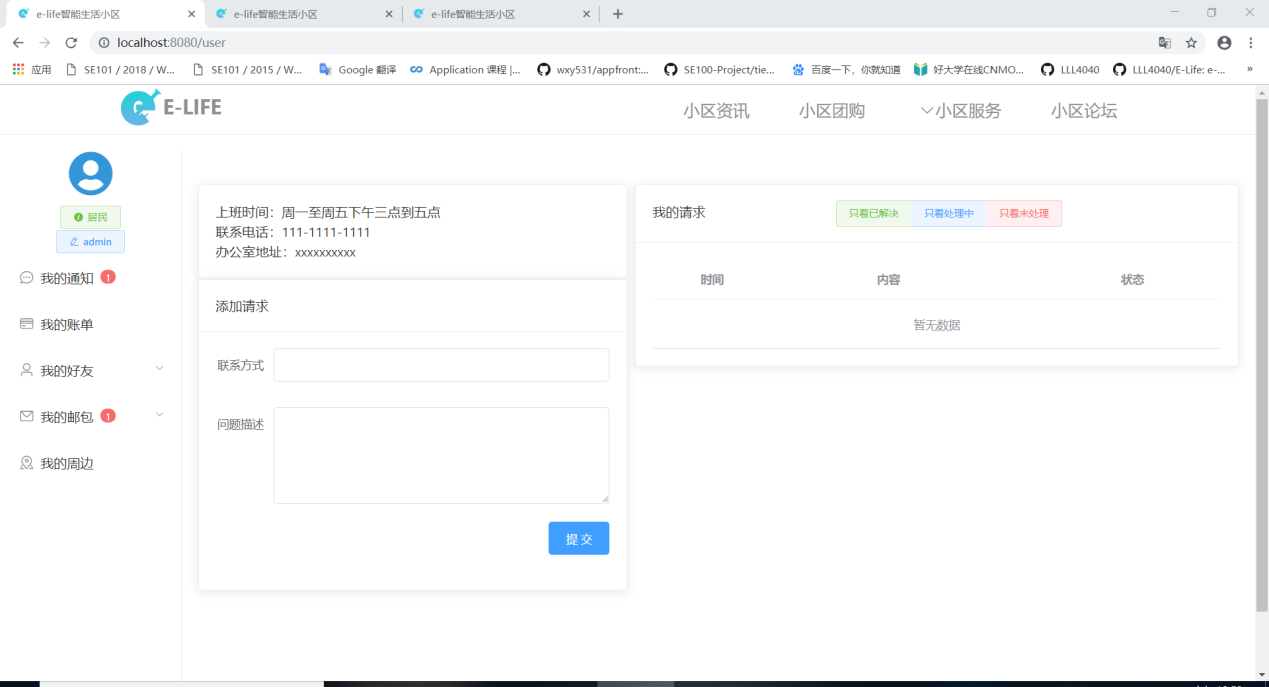 e-life智能生活小区
e-life智能生活小区
e-life智能生活小区
localhost:8080/user
应用
SE101 / 2018 / W...
SE101 / 2015 / W...
Google 翻译
Application 课程 |...
wxy531/appfront:...
SE100-Project/tie...
百度一下，你就知道
好大学在线CNMO...
LLL4040
LLL4040/E-Life: e-...
»
E-LIFE
小区资讯
小区团购
小区服务
小区论坛
居民
admin
我的通知 1
我的账单
我的好友
我的邮包 1
我的周边
上班时间：周一至周五下午三点到五点
联系电话：111-1111-1111
办公室地址：xxxxxxxxxx
添加请求
联系方式
问题描述
提交
我的请求
只看已解决
只看处理中
只看未处理
时间
内容
状态
暂无数据